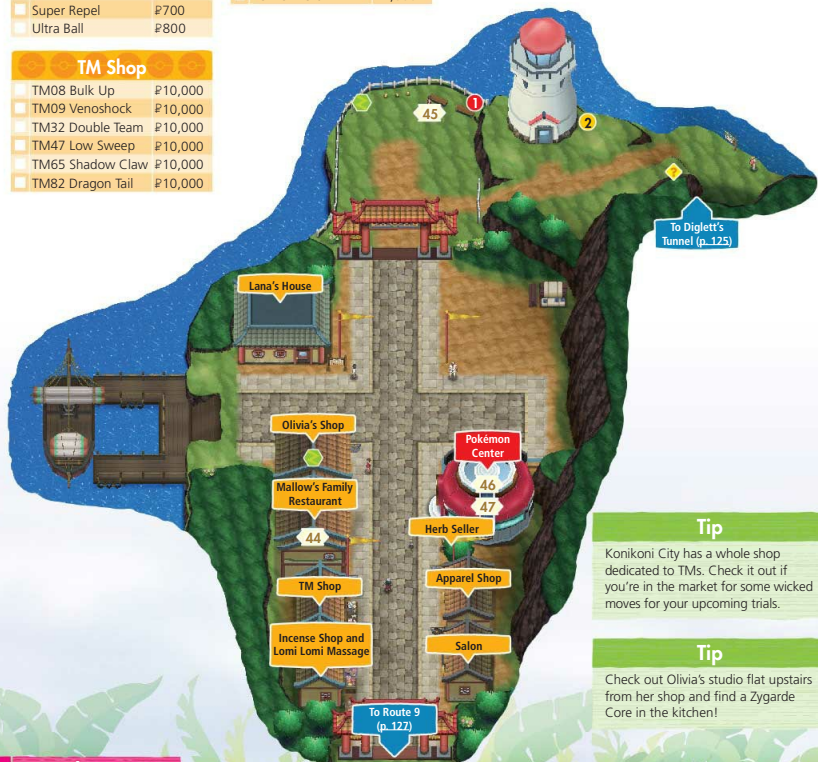 Super Repel ₽700
Ultra Ball ₽800
TM Shop
TM08 Bulk Up ₽10,000
TM09 Venoshock ₽10,000
TM32 Double Team ₽10,000
TM47 Low Sweep ₽10,000
TM65 Shadow Claw ₽10,000
TM82 Dragon Tail ₽10,000
45
1
2
?
To Diglett's
Tunnel (p. 125)
Lana's House
Olivia's Shop
Pokémon
Center
46
47
Mallow's Family
Restaurant
44
Herb Seller
TM Shop
Apparel Shop
Incense Shop and
Lomi Lomi Massage
Salon
To Route 9
(p. 127)
Tip
Konikoni City has a whole shop
dedicated to TMs. Check it out if
you're in the market for some wicked
moves for your upcoming trials.
Tip
Check out Olivia's studio flat upstairs
from her shop and find a Zygarde
Core in the kitchen!